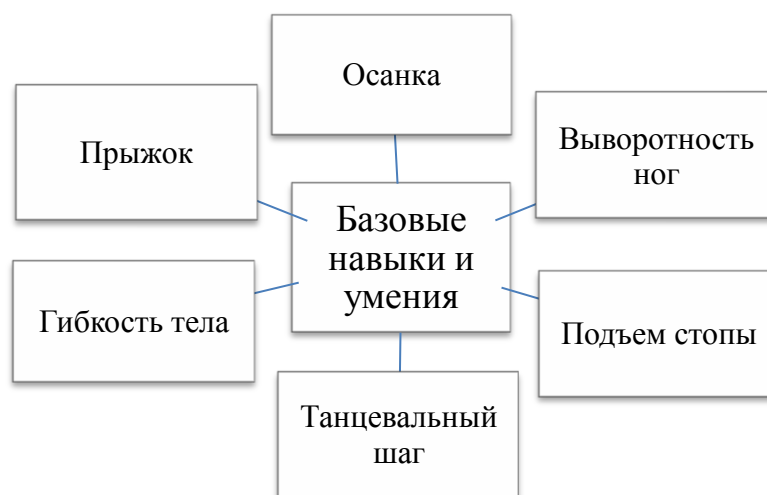 Осанка
Прыжок
Выворотность
ног
Базовые
навыки и
умения
Гибкость тела
Подъем стопы
Танцевальный
шаг